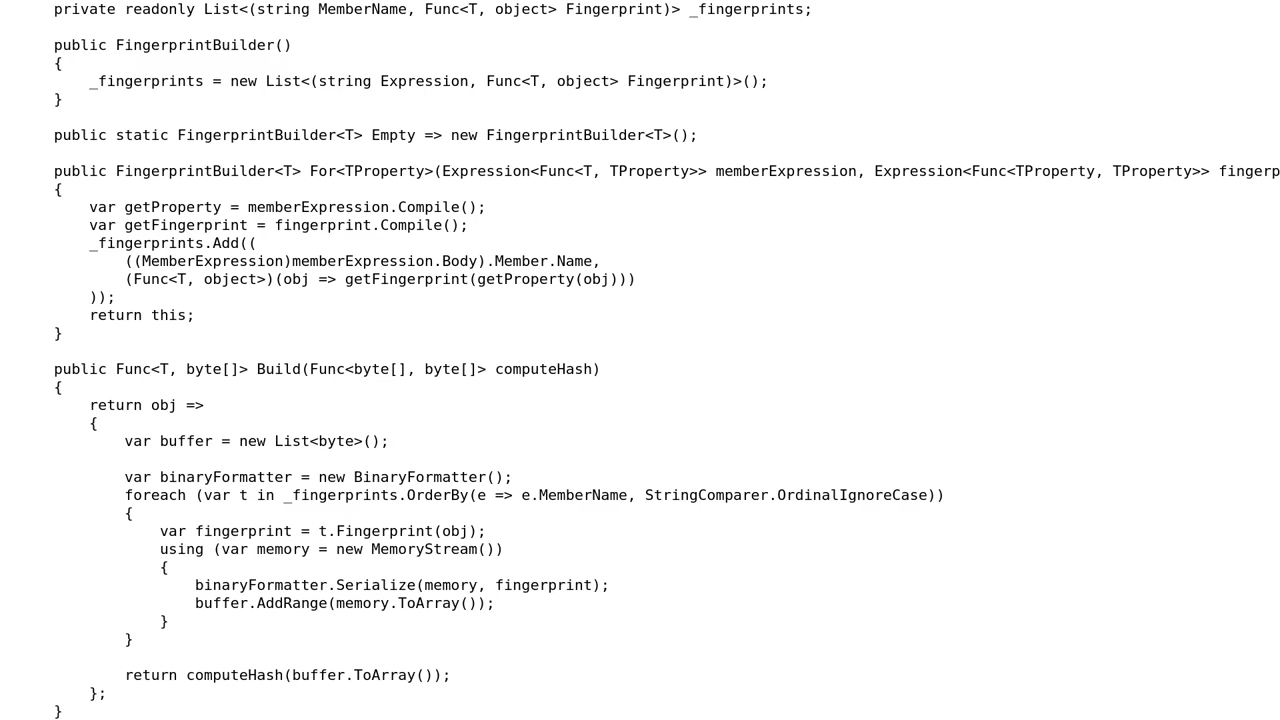 private readonly List<(string MemberName, Func<T, object> Fingerprint)> _fingerprints;
public FingerprintBuilder()
{
_fingerprints = new List<(string Expression, Func<T, object> Fingerprint)>();
}
public static FingerprintBuilder<T> Empty => new FingerprintBuilder<T>();
public FingerprintBuilder<T> For<TProperty>(Expression<Func<T, TProperty>> memberExpression, Expression<Func<TProperty, TProperty>> fingerp
{
var getProperty = memberExpression.Compile();
var getFingerprint = fingerprint.Compile();
_fingerprints.Add((
((MemberExpression)memberExpression.Body).Member.Name,
(Func<T, object>)(obj => getFingerprint(getProperty(obj)))
));
return this;
}
public Func<T, byte[]> Build(Func<byte[], byte[]> computeHash)
{
return obj =>
{
var buffer = new List<byte>();
var binaryFormatter = new BinaryFormatter();
foreach (var t in _fingerprints.OrderBy(e => e.MemberName, StringComparer.OrdinalIgnoreCase))
{
var fingerprint = t.Fingerprint(obj);
using (var memory = new MemoryStream())
{
binaryFormatter.Serialize(memory, fingerprint);
buffer.AddRange(memory.ToArray());
}
}
return computeHash(buffer.ToArray());
};
}